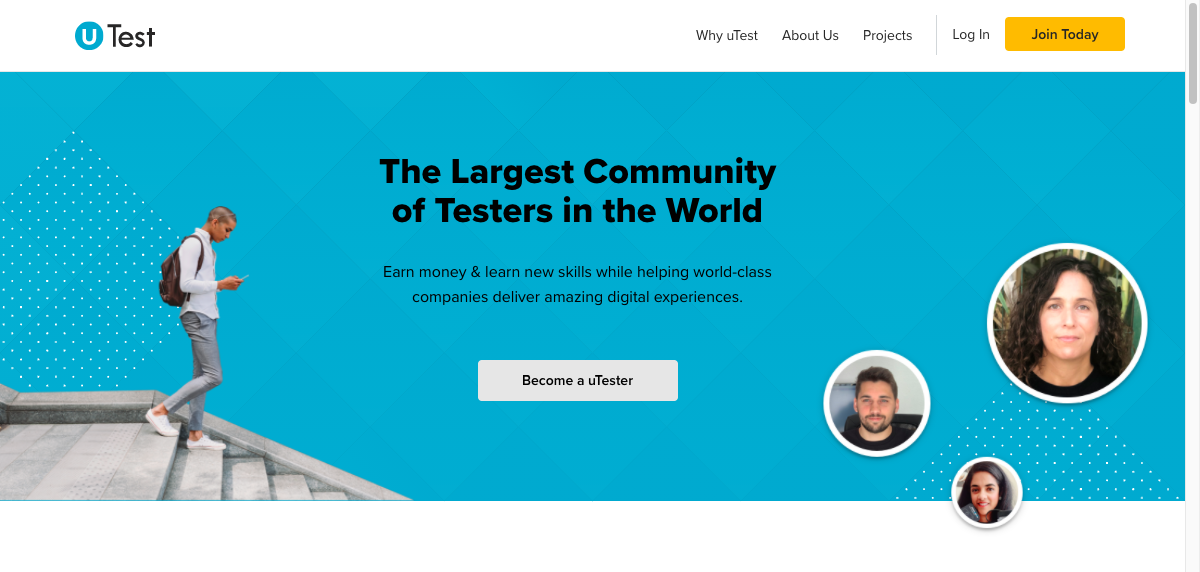 uTest
Why uTest
About Us
Projects
Log In
Join Today
The Largest Community
of Testers in the World
Earn money & learn new skills while helping world-class
companies deliver amazing digital experiences.
Become a uTester